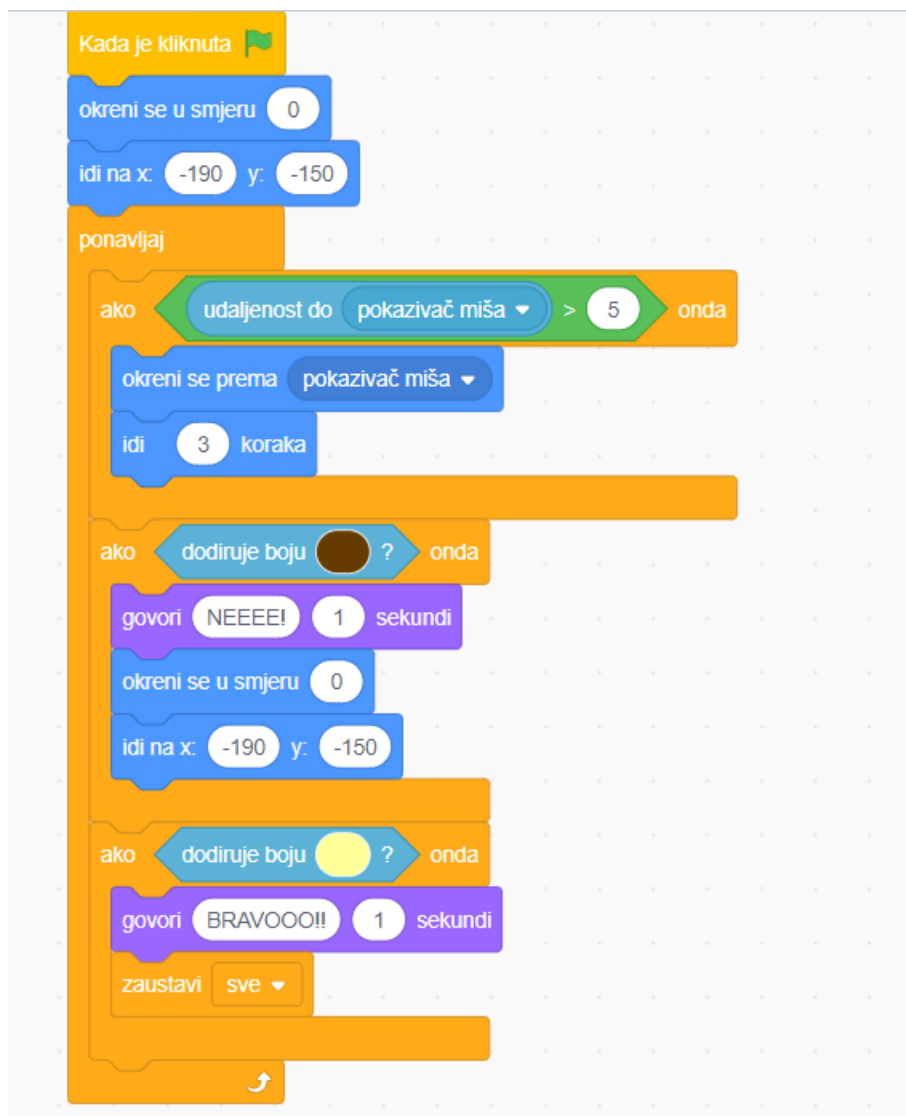 Kada je kliknuta
okreni se u smjeru 0
idi na x: -190 y: -150
ponavljaj
ako udaljenost do pokazivač miša > 5 onda
okreni se prema pokazivač miša
idi 3 koraka
ako dodiruje boju ? onda
govori NEEEE! 1 sekundi
okreni se u smjeru 0
idi na x: -190 y: -150
ako dodiruje boju ? onda
govori BRAVOOO!! 1 sekundi
zaustavi sve